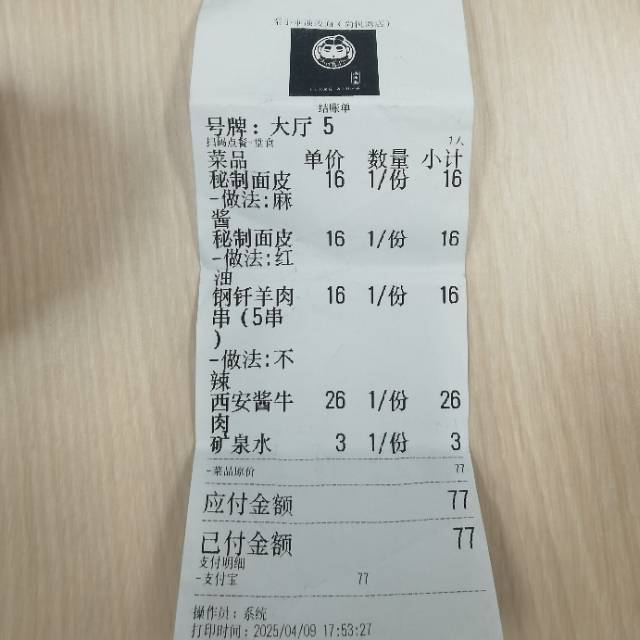 结账单
号牌: 大厅 5
扫码点餐-堂食 1人
菜品 单价 数量 小计
秘制面皮 16 1/份 16
-做法:麻
酱
秘制面皮 16 1/份 16
-做法:红
油
钢钎羊肉 16 1/份 16
串(5串
)
-做法:不
辣
西安酱牛 26 1/份 26
肉
矿泉水 3 1/份 3
-菜品原价 77
应付金额 77
已付金额 77
支付明细
-支付宝 77
操作员: 系统
打印时间: 2025/04/09 17:53:27